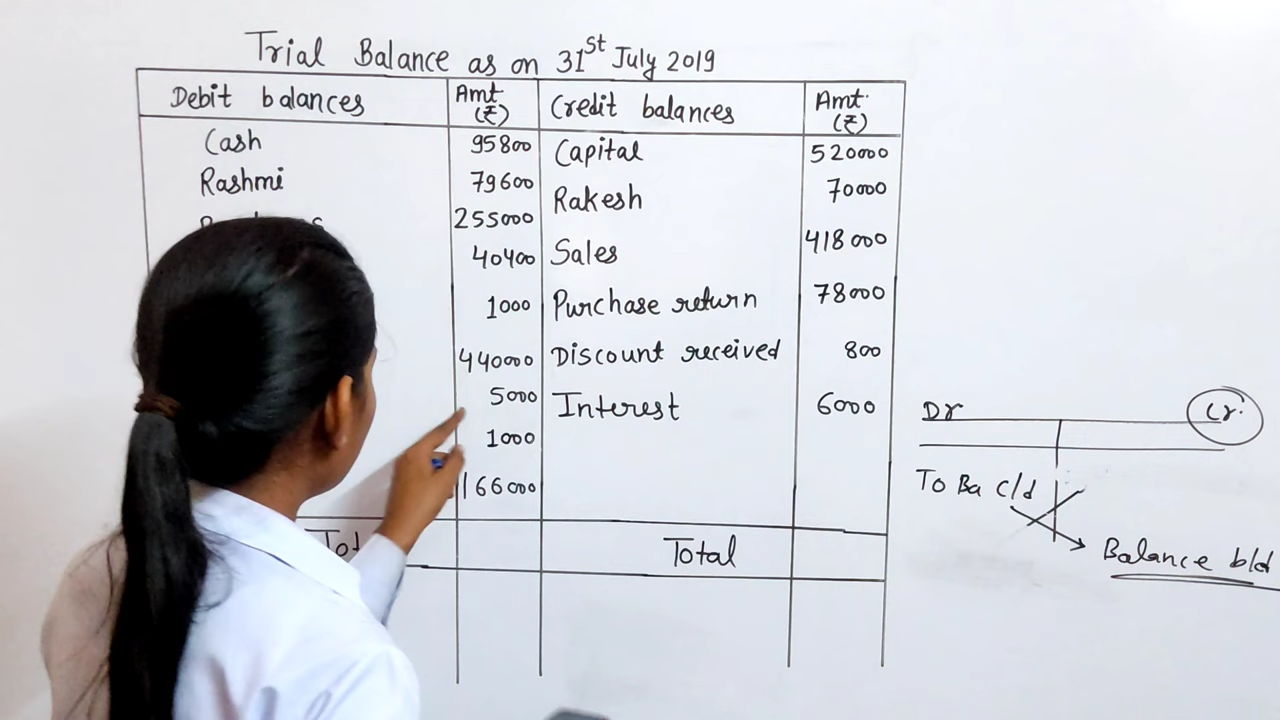 Trial Balance as on 31st July 2019
Debit balances Amt (₹) Credit balances Amt. (₹)
Cash 95800 Capital 520000
Rashmi 79600 Rakesh 70000
255000
40400 Sales 418000
1000 Purchase return 78000
440000 Discount received 800
5000 Interest 6000
1000
166000
Total
Dr Cr.
To Ba c/d
Balance b/d